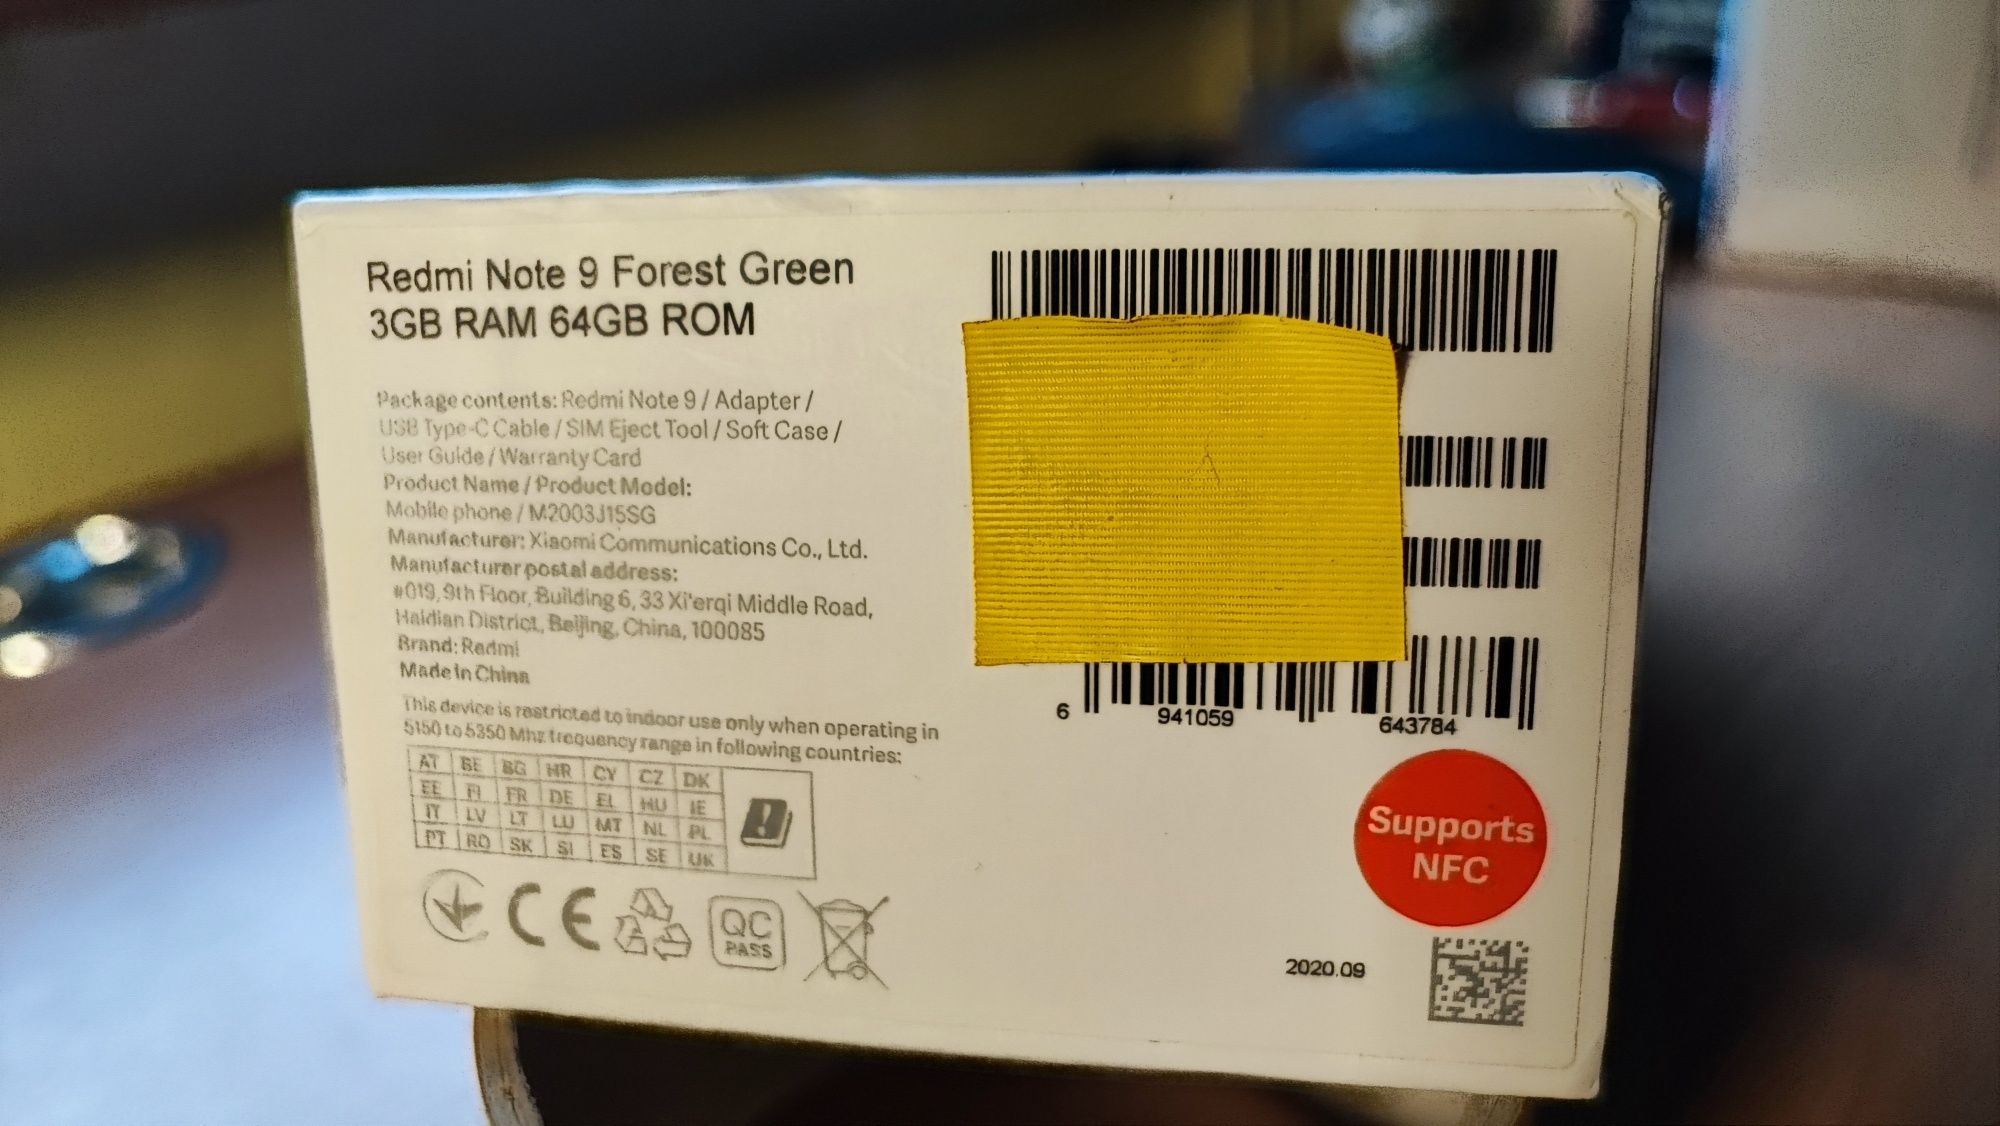 Redmi Note 9 Forest Green
3GB RAM 64GB ROM
Package contents: Redmi Note 9 / Adapter /
USB Type-C Cable / SIM Eject Tool / Soft Case /
User Guide / Warranty Card
Product Name / Product Model:
Mobile phone / M2003J15SG
Manufacturer: Xiaomi Communications Co., Ltd.
Manufacturer postal address:
#019, 9th Floor, Building 6, 33 Xi'erqi Middle Road,
Haidian District, Beijing, China, 100085
Brand: Redmi
Made in China
This device is restricted to indoor use only when operating in
5150 to 5350 Mhz frequency range in following countries:
AT BE BG HR CY CZ DK
EE FI FR DE EL HU IE
IT LV LT LU MT NL PL
PT RO SK SI ES SE UK
CE
QC
PASS
6 941059 643784
Supports
NFC
2020.09